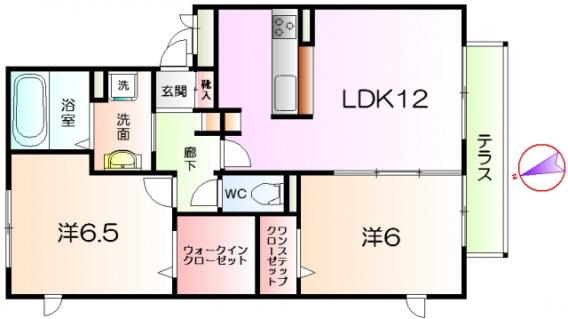 洗
玄関
靴入
浴室
洗面
LDK12
廊下
テラス
WC
洋6.5
ウォークイン
クローゼット
ワンステップ
クローゼット
洋6